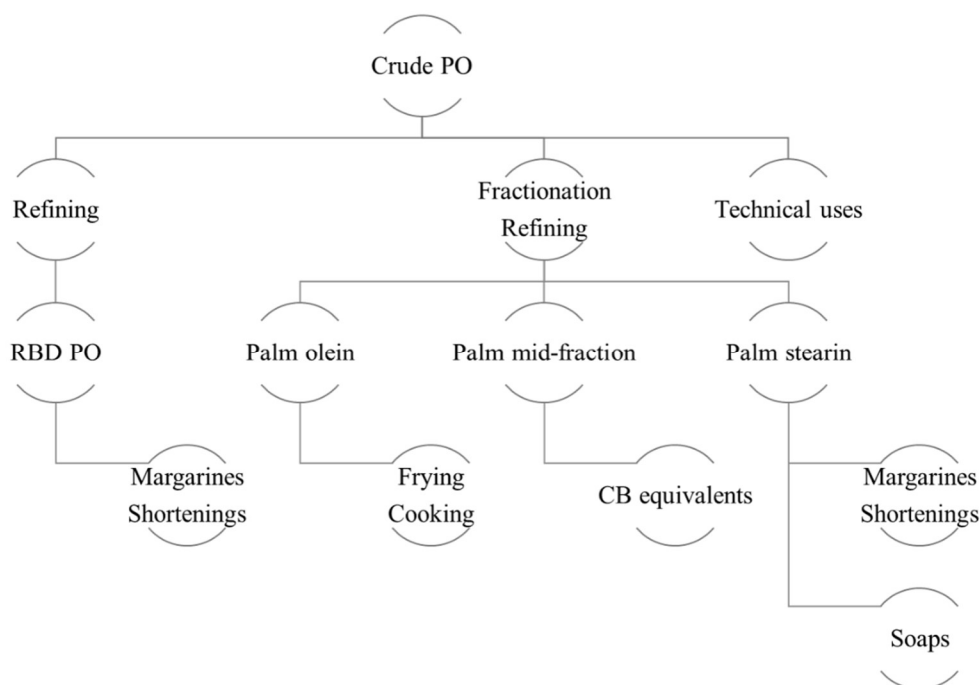 Crude PO
Refining
Fractionation
Refining
Technical uses
RBD PO
Palm olein
Palm mid-fraction
Palm stearin
Margarines
Shortenings
Frying
Cooking
CB equivalents
Margarines
Shortenings
Soaps